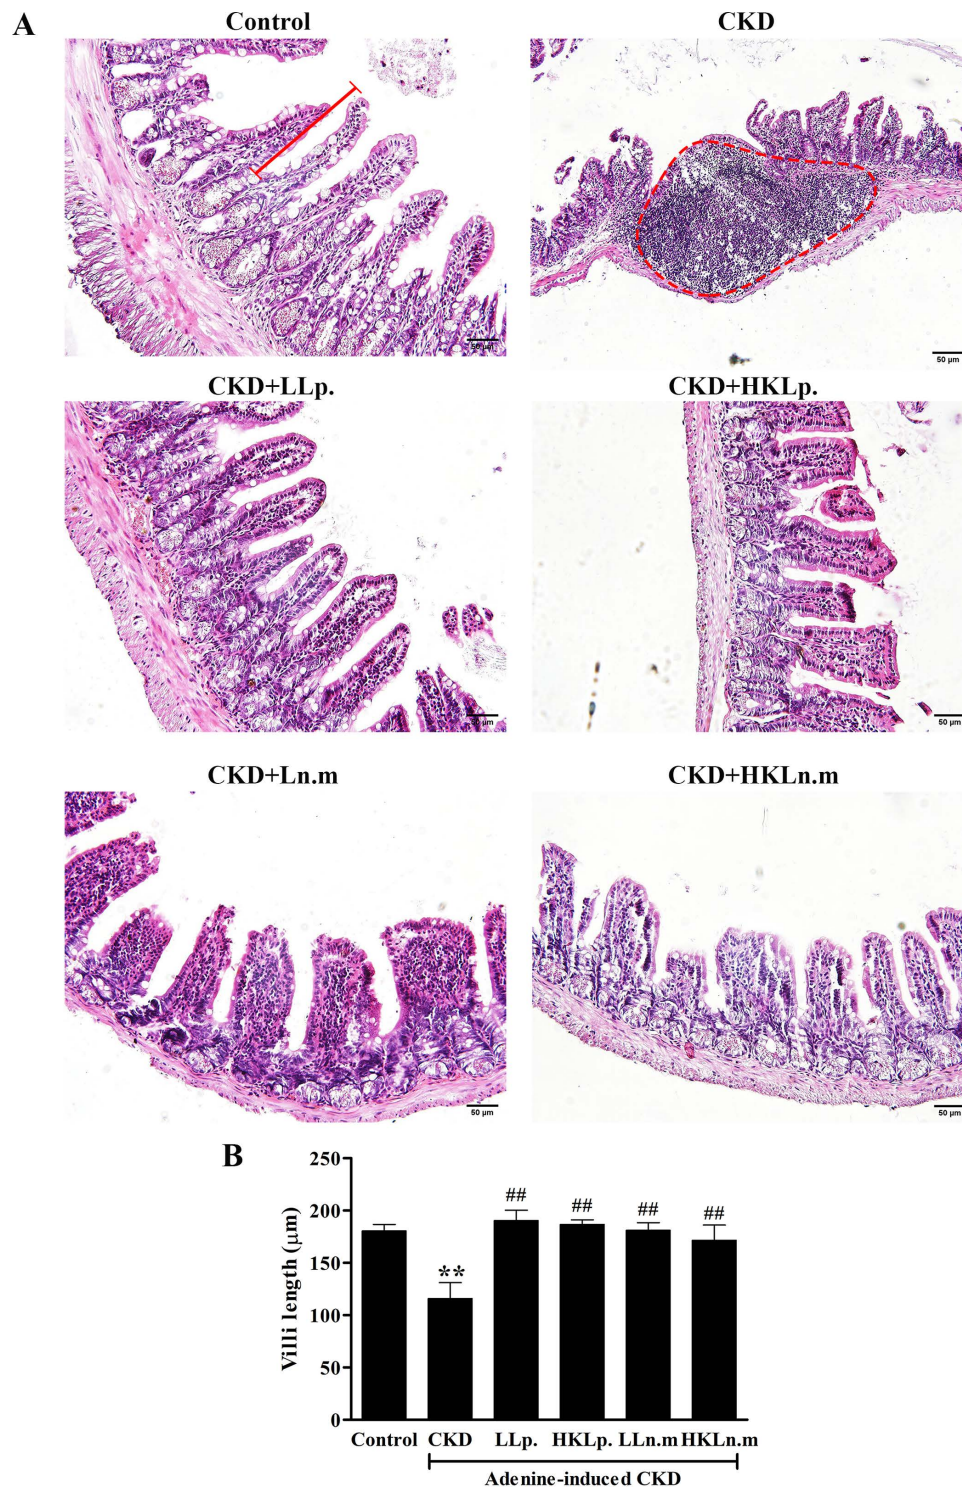 A
Control
CKD
50 µm
50 µm
CKD+LLp.
CKD+HKLp.
50 µm
50 µm
CKD+Ln.m
CKD+HKLn.m
50 µm
50 µm
B
Villi length (µm)
250
200
150
100
50
0
**
##
##
##
##
Control CKD LLp. HKLp. LLn.m HKLn.m
Adenine-induced CKD